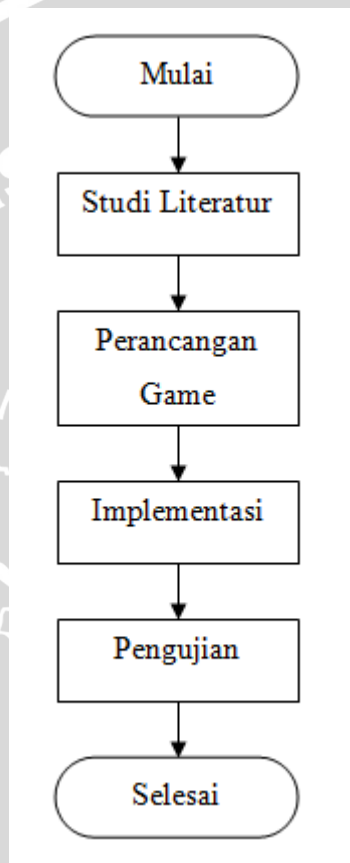 Mulai
Studi Literatur
Perancangan
Game
Implementasi
Pengujian
Selesai